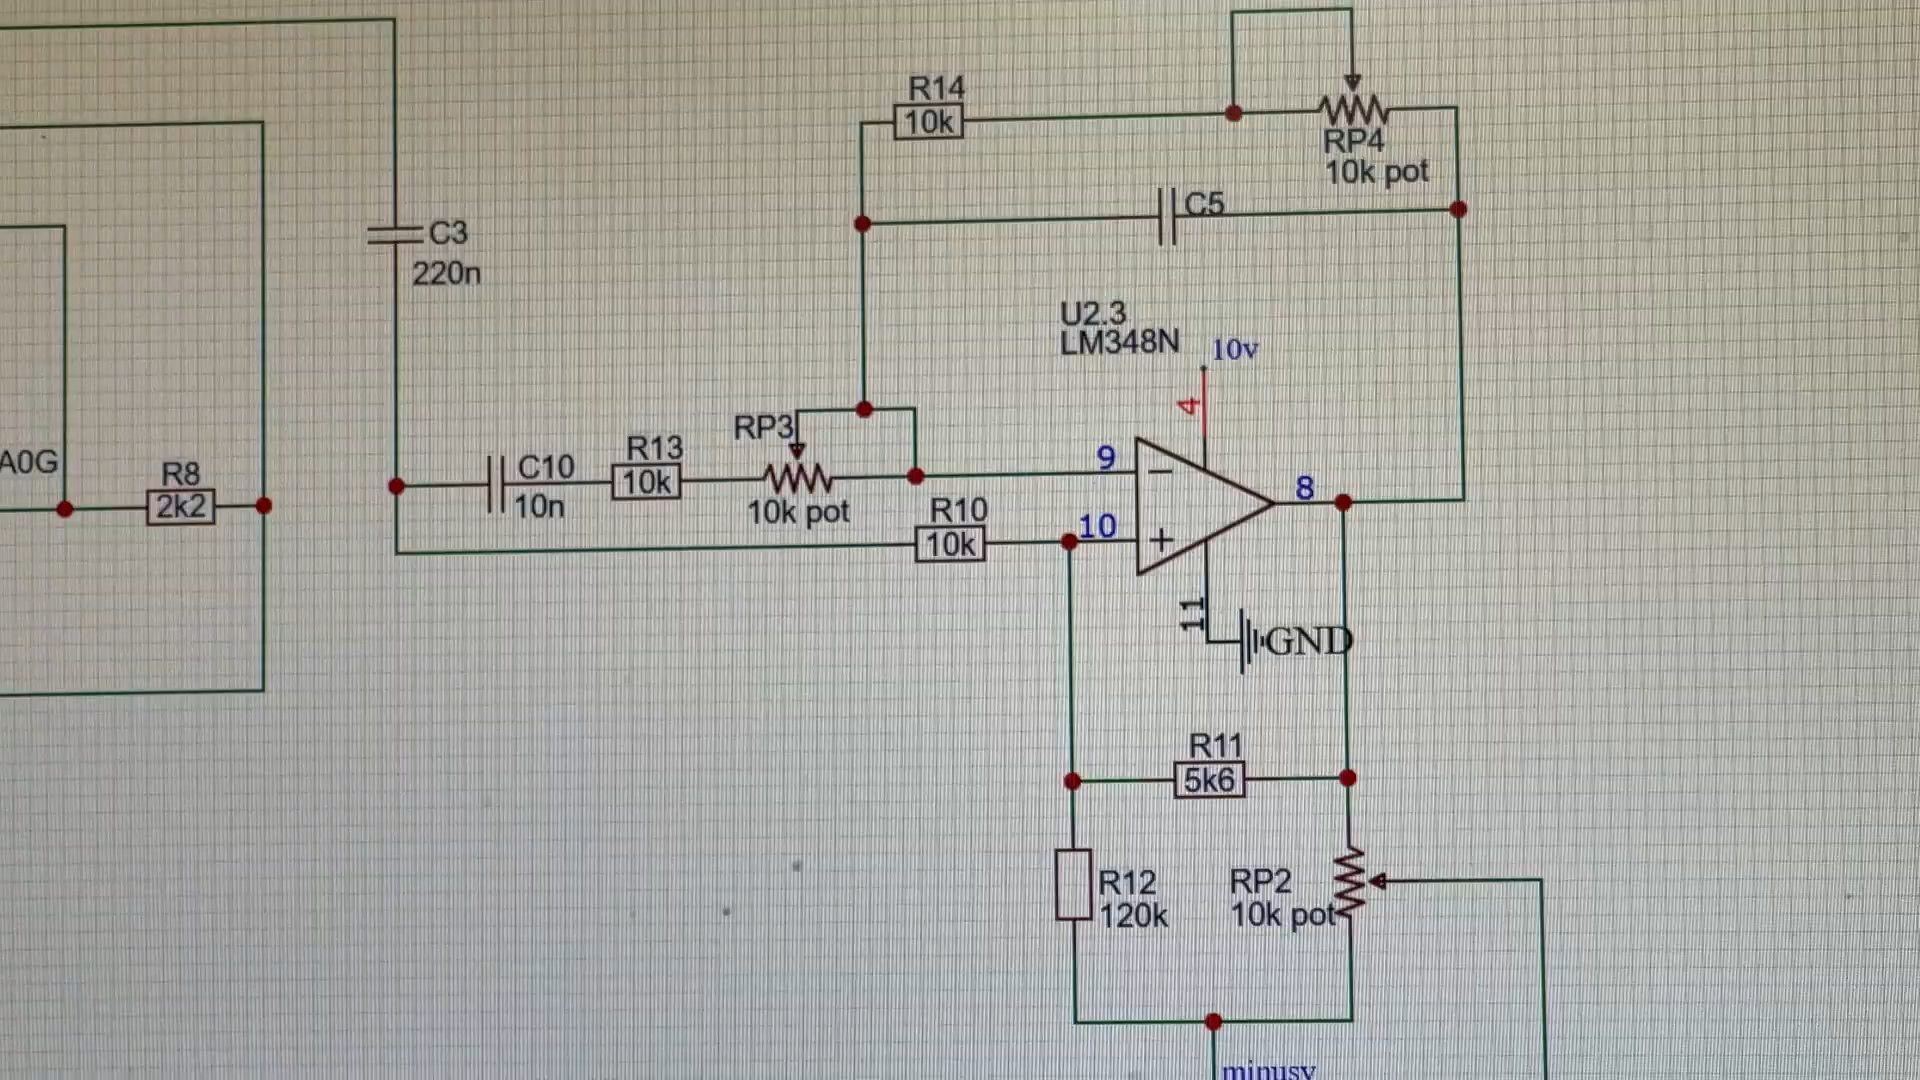 R14
10k
RP4
10k pot
C5
C3
220n
U2.3
LM348N
10v
4
RP3
A0G
R8
2k2
C10
10n
R13
10k
10k pot
9
R10
10k
10
8
11
GND
R11
5k6
R12
120k
RP2
10k pot
minusv